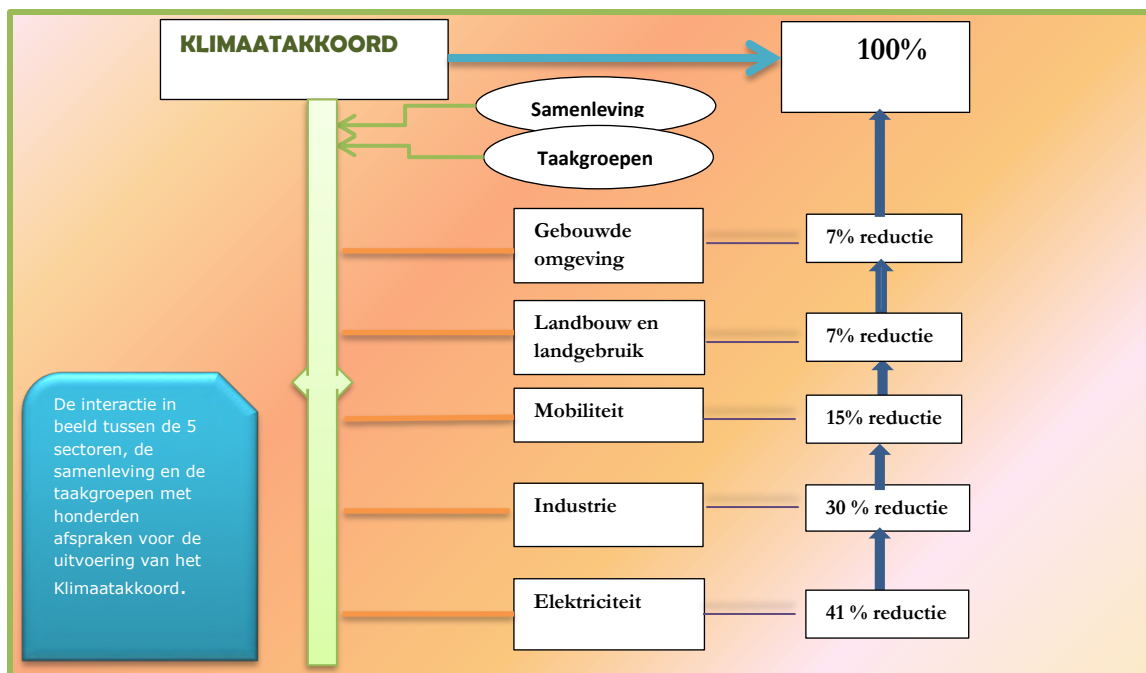 KLIMAATAKKOORD
100%
Samenleving
Taakgroepen
Gebouwde
omgeving
7% reductie
Landbouw en
landgebruik
7% reductie
De interactie in
beeld tussen de 5
sectoren, de
samenleving en de
taakgroepen met
honderden
afspraken voor de
uitvoering van het
Klimaatakkoord.
Mobiliteit
15% reductie
Industrie
30 % reductie
Elektriciteit
41 % reductie